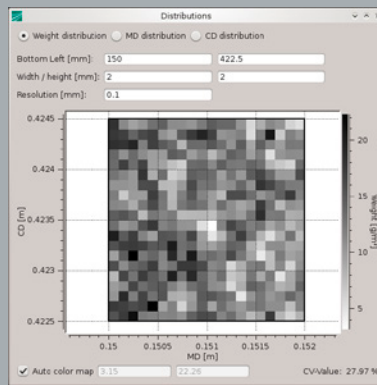 Distributions
Weight distribution MD distribution CD distribution
Bottom Left [mm]: 150 422.5
Width / height [mm]: 2 2
Resolution [mm]: 0.1
0.4245
0.424
0.4235
0.423
0.4225
CD [m]
0.15 0.1505 0.151 0.1515 0.152
MD [m]
20
15
10
5
Weight [g/m²]
Auto color map 3.15 22.26 CV-Value: 27.97 %